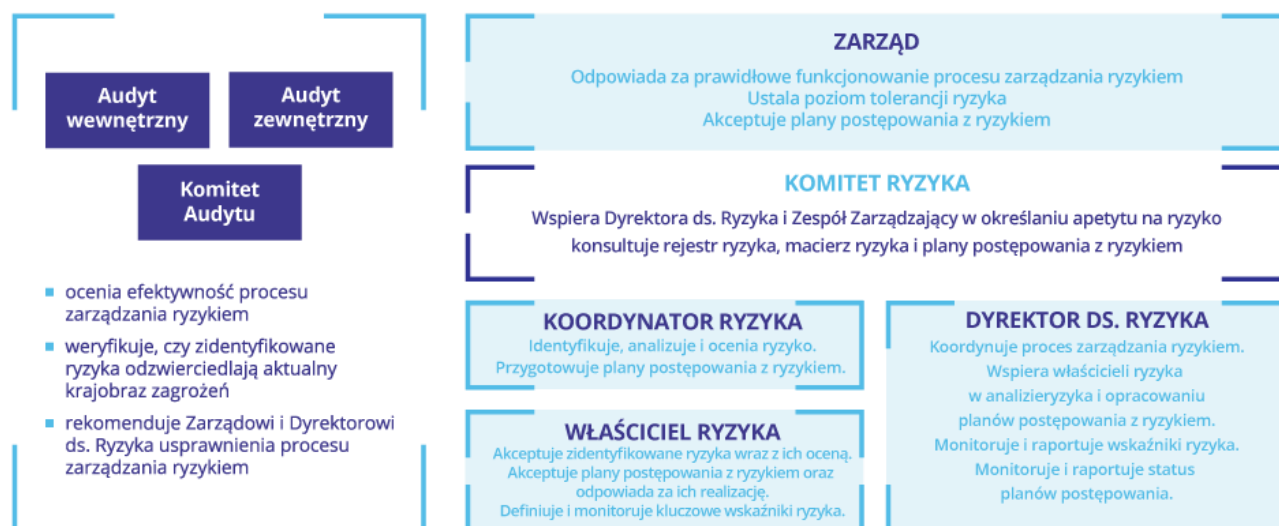 Audyt
wewnętrzny
Audyt
zewnętrzny
Komitet
Audytu
ocenia efektywność procesu
zarządzania ryzykiem
weryfikuje, czy zidentyfikowane
ryzyka odzwierciedlają aktualny
krajobraz zagrożeń
rekomenduje Zarządowi i Dyrektorowi
ds. Ryzyka usprawnienia procesu
zarządzania ryzykiem
ZARZĄD
Odpowiada za prawidłowe funkcjonowanie procesu zarządzania ryzykiem
Ustala poziom tolerancji ryzyka
Akceptuje plany postępowania z ryzykiem
KOMITET RYZYKA
Wspiera Dyrektora ds. Ryzyka i Zespół Zarządzający w określaniu apetytu na ryzyko
konsultuje rejestr ryzyka, macierz ryzyka i plany postępowania z ryzykiem
KOORDYNATOR RYZYKA
Identyfikuje, analizuje i ocenia ryzyko.
Przygotowuje plany postępowania z ryzykiem.
WŁAŚCICIEL RYZYKA
Akceptuje zidentyfikowane ryzyka wraz z ich oceną.
Akceptuje plany postępowania z ryzykiem oraz
odpowiada za ich realizację.
Definiuje i monitoruje kluczowe wskaźniki ryzyka.
DYREKTOR DS. RYZYKA
Koordynuje proces zarządzania ryzykiem.
Wspiera właścicieli ryzyka
w analizieryzyka i opracowaniu
planów postępowania z ryzykiem.
Monitoruje i raportuje wskaźniki ryzyka.
Monitoruje i raportuje status
planów postępowania.